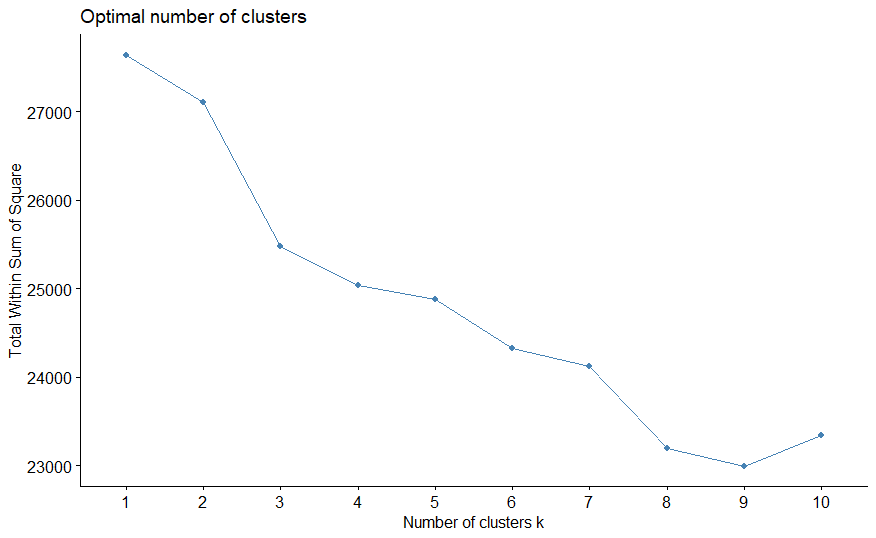 Optimal number of clusters
Total Within Sum of Square
27000
26000
25000
24000
23000
1 2 3 4 5 6 7 8 9 10
Number of clusters k